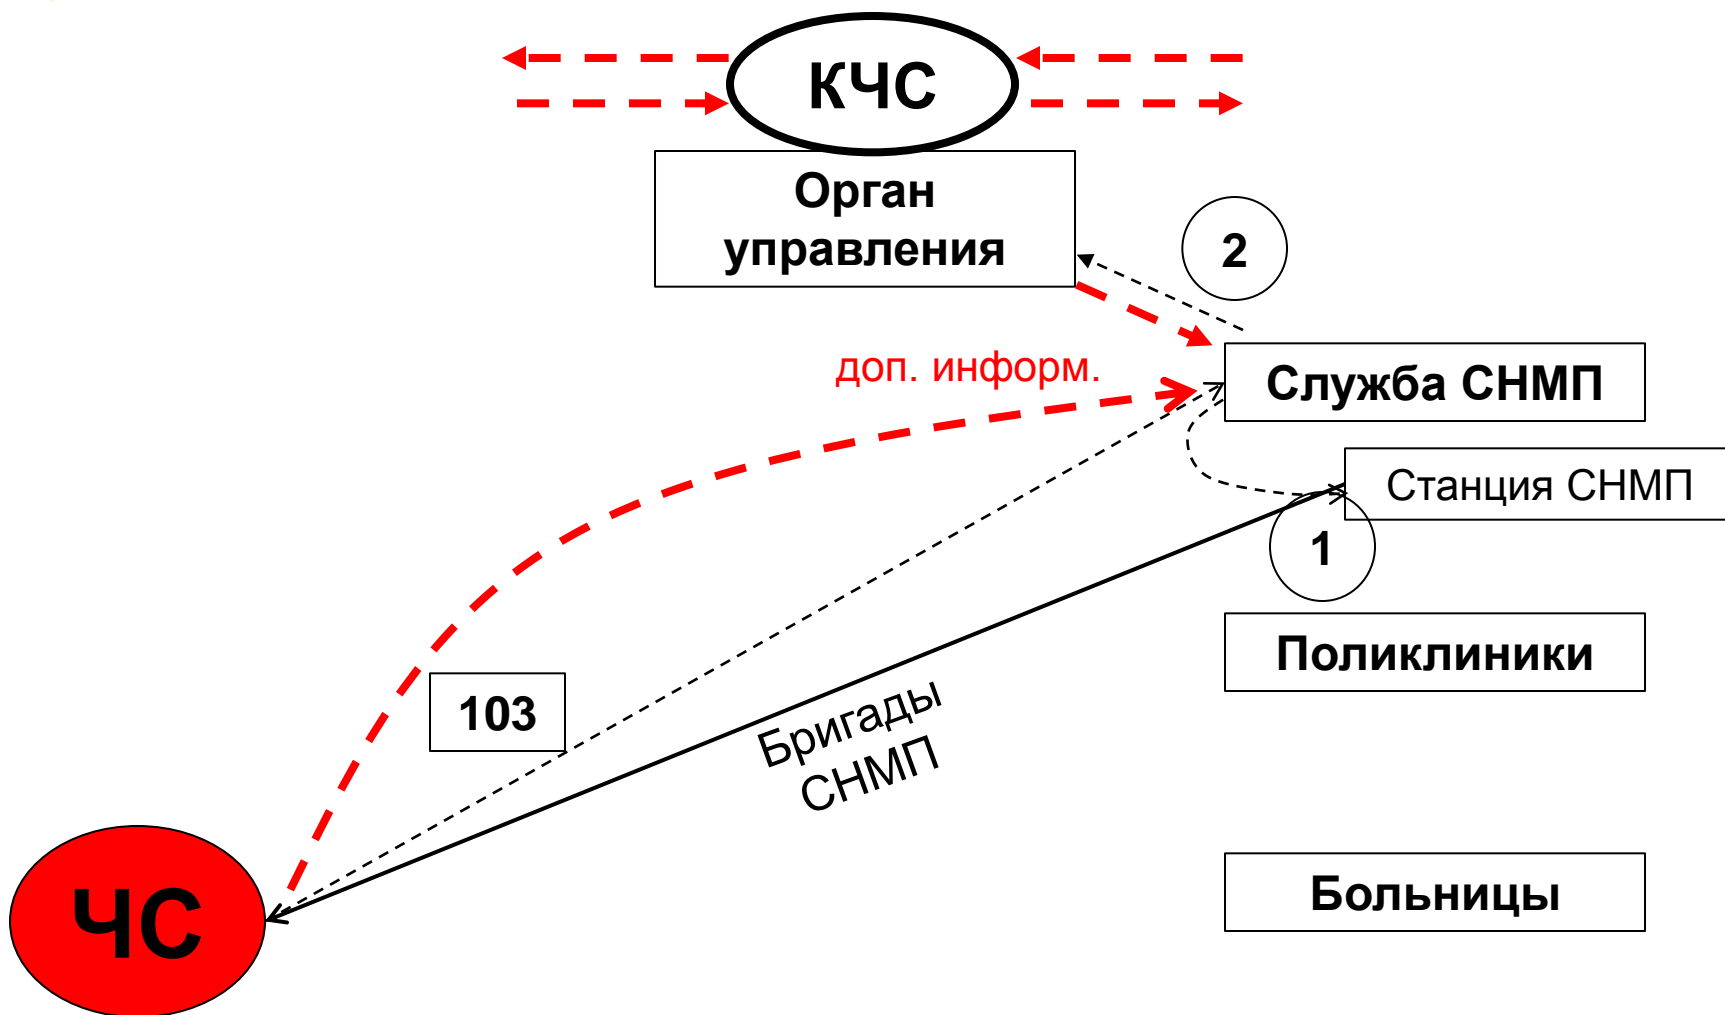 КЧС
Орган
управления
2
доп. информ.
Служба СНМП
Станция СНМП
1
Поликлиники
103
Бригады
СНМП
Больницы
ЧС